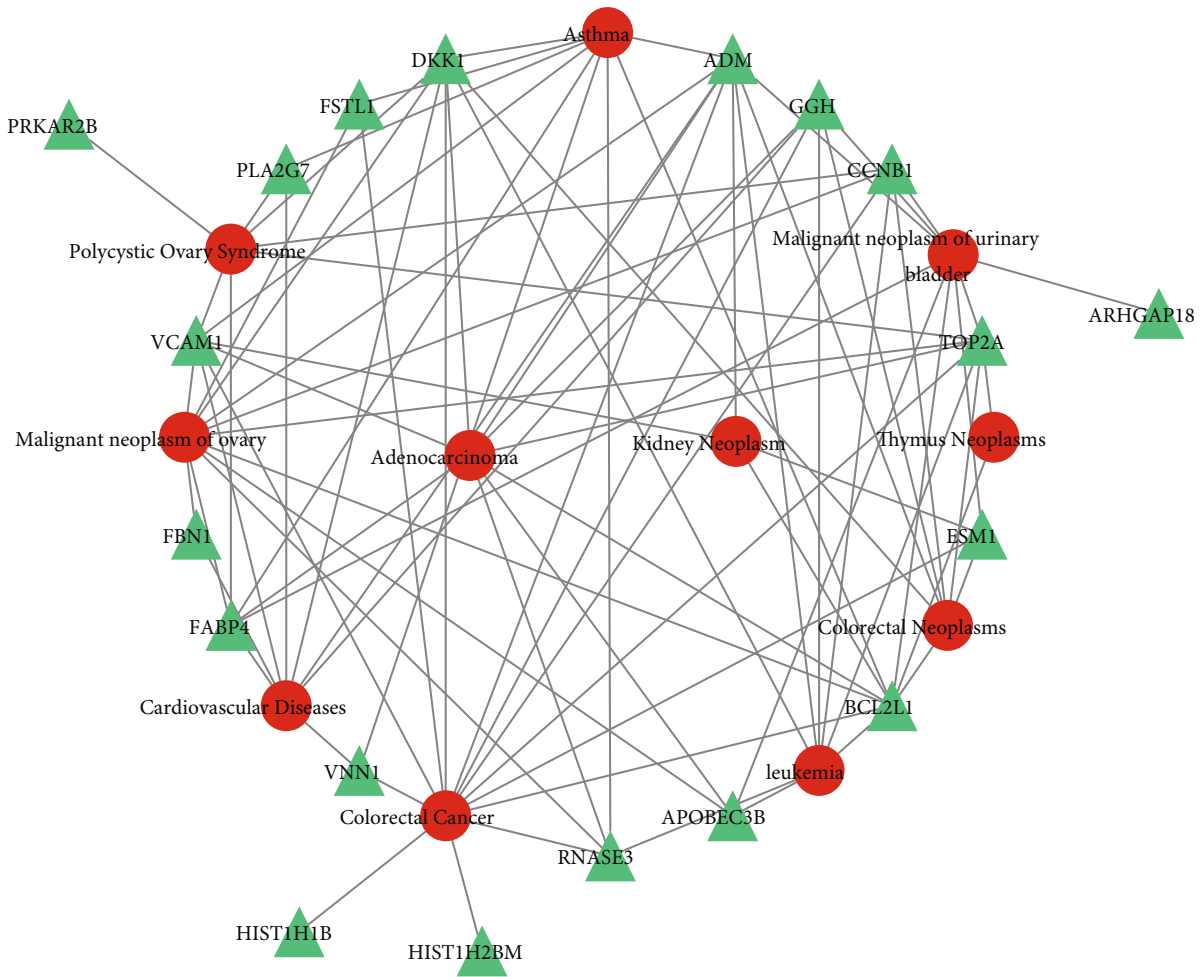 Asthma
DKK1
ADM
FSTL1
GGH
PRKAR2B
PLA2G7
CCNB1
Polycystic Ovary Syndrome
Malignant neoplasm of urinary
bladder
ARHGAP18
VCAM1
TOP2A
Malignant neoplasm of ovary
Adenocarcinoma
Kidney Neoplasm
Thymus Neoplasms
FBN1
ESM1
FABP4
Colorectal Neoplasms
Cardiovascular Diseases
BCL2L1
VNN1
leukemia
Colorectal Cancer
APOBEC3B
RNASE3
HIST1H1B
HIST1H2BM